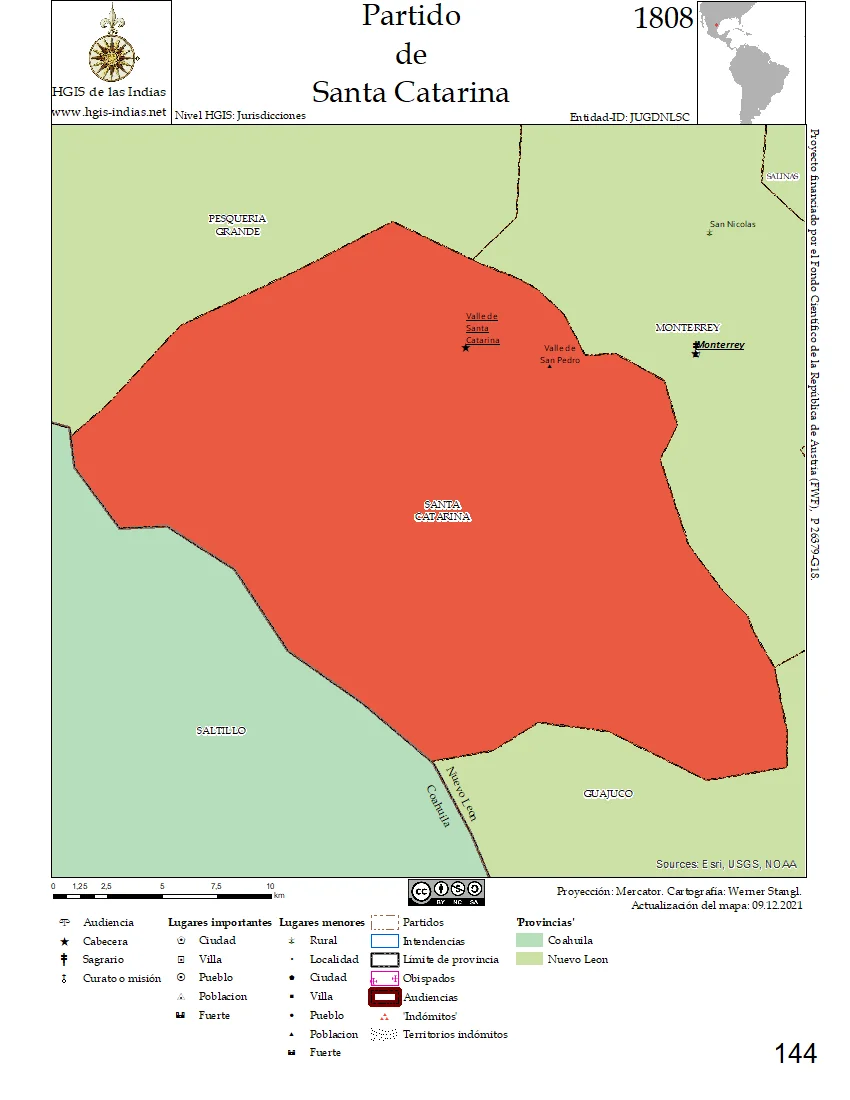 Partido
de
Santa Catarina
1808
HGIS de las Indias
www.hgis-indias.net
Nivel HGIS: Jurisdicciones
Entidad-ID: JUGDNLSC
Proyecto financiado por el Fondo Científico de la República de Austria (FWF), P 26379-G18.
SALINAS
San Nicolas
PESQUERIA
GRANDE
Valle de
Santa
Catarina
MONTERREY
Monterrey
Valle de
San Pedro
SANTA
CATARINA
SALTILLO
Nuevo Leon
Coahuila
GUAJUCO
Sources: Esri, USGS, NOAA
0 1,25 2,5 5 7,5 10
km
cc
BY NC SA
Proyección: Mercator. Cartografía: Werner Stangl.
Actualización del mapa: 09.12.2021
Audiencia
Cabecera
Sagrario
Curato o misión
Lugares importantes
Ciudad
Villa
Pueblo
Poblacion
Fuerte
Lugares menores
Rural
Localidad
Ciudad
Villa
Pueblo
Poblacion
Fuerte
Partidos
Intendencias
Límite de provincia
Obispados
Audiencias
'Indómitos'
Territorios indómitos
'Provincias'
Coahuila
Nuevo Leon
144